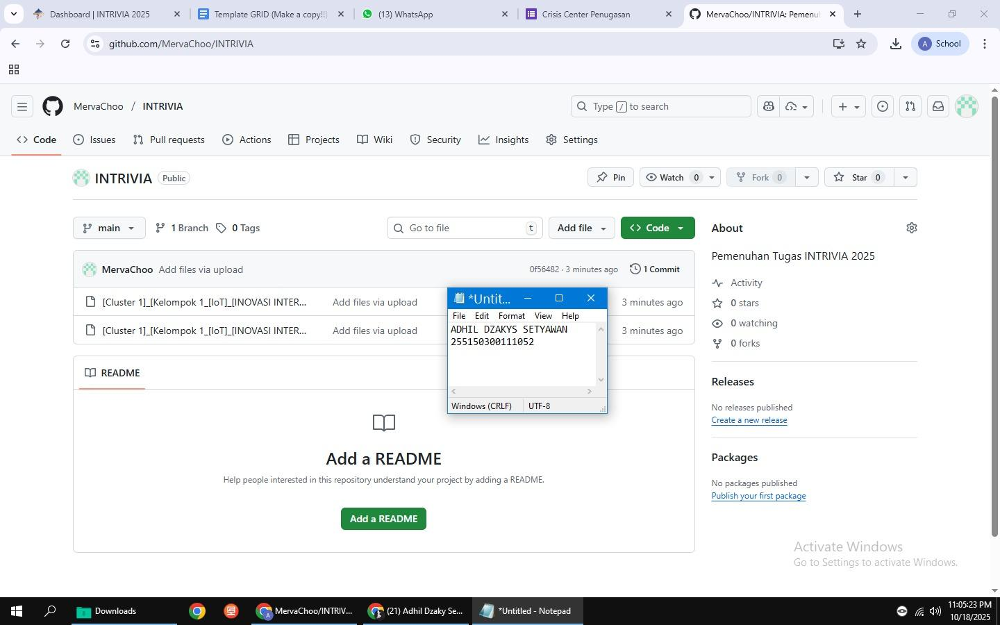 Dashboard | INTRIVIA 2025
Template GRID (Make a copy!!)
(13) WhatsApp
Crisis Center Penugasan
MervaChoo/INTRIVIA: Pemenu
github.com/MervaChoo/INTRIVIA
A School
MervaChoo / INTRIVIA
Type / to search
Code
Issues
Pull requests
Actions
Projects
Wiki
Security
Insights
Settings
INTRIVIA Public
Pin
Watch 0
Fork 0
Star 0
main
1 Branch
0 Tags
Go to file t
Add file
<> Code
MervaChoo Add files via upload
0f56482 · 3 minutes ago
1 Commit
[Cluster 1]_[Kelompok 1_[IoT]_[INOVASI INTER... Add files via upload 3 minutes ago
[Cluster 1]_[Kelompok 1_[IoT]_[INOVASI INTER... Add files via upload 3 minutes ago
README
Add a README
Help people interested in this repository understand your project by adding a README.
Add a README
*Untit...
File Edit Format View Help
ADHIL DZAKYS SETYAWAN
255150300111052
Windows (CRLF) UTF-8
About
Pemenuhan Tugas INTRIVIA 2025
Activity
0 stars
0 watching
0 forks
Releases
No releases published
Create a new release
Packages
No packages published
Publish your first package
Activate Windows
Go to Settings to activate Windows.
Downloads
MervaChoo/INTRIV...
(21) Adhil Dzaky Se...
*Untitled - Notepad
11:05:23 PM
10/18/2025